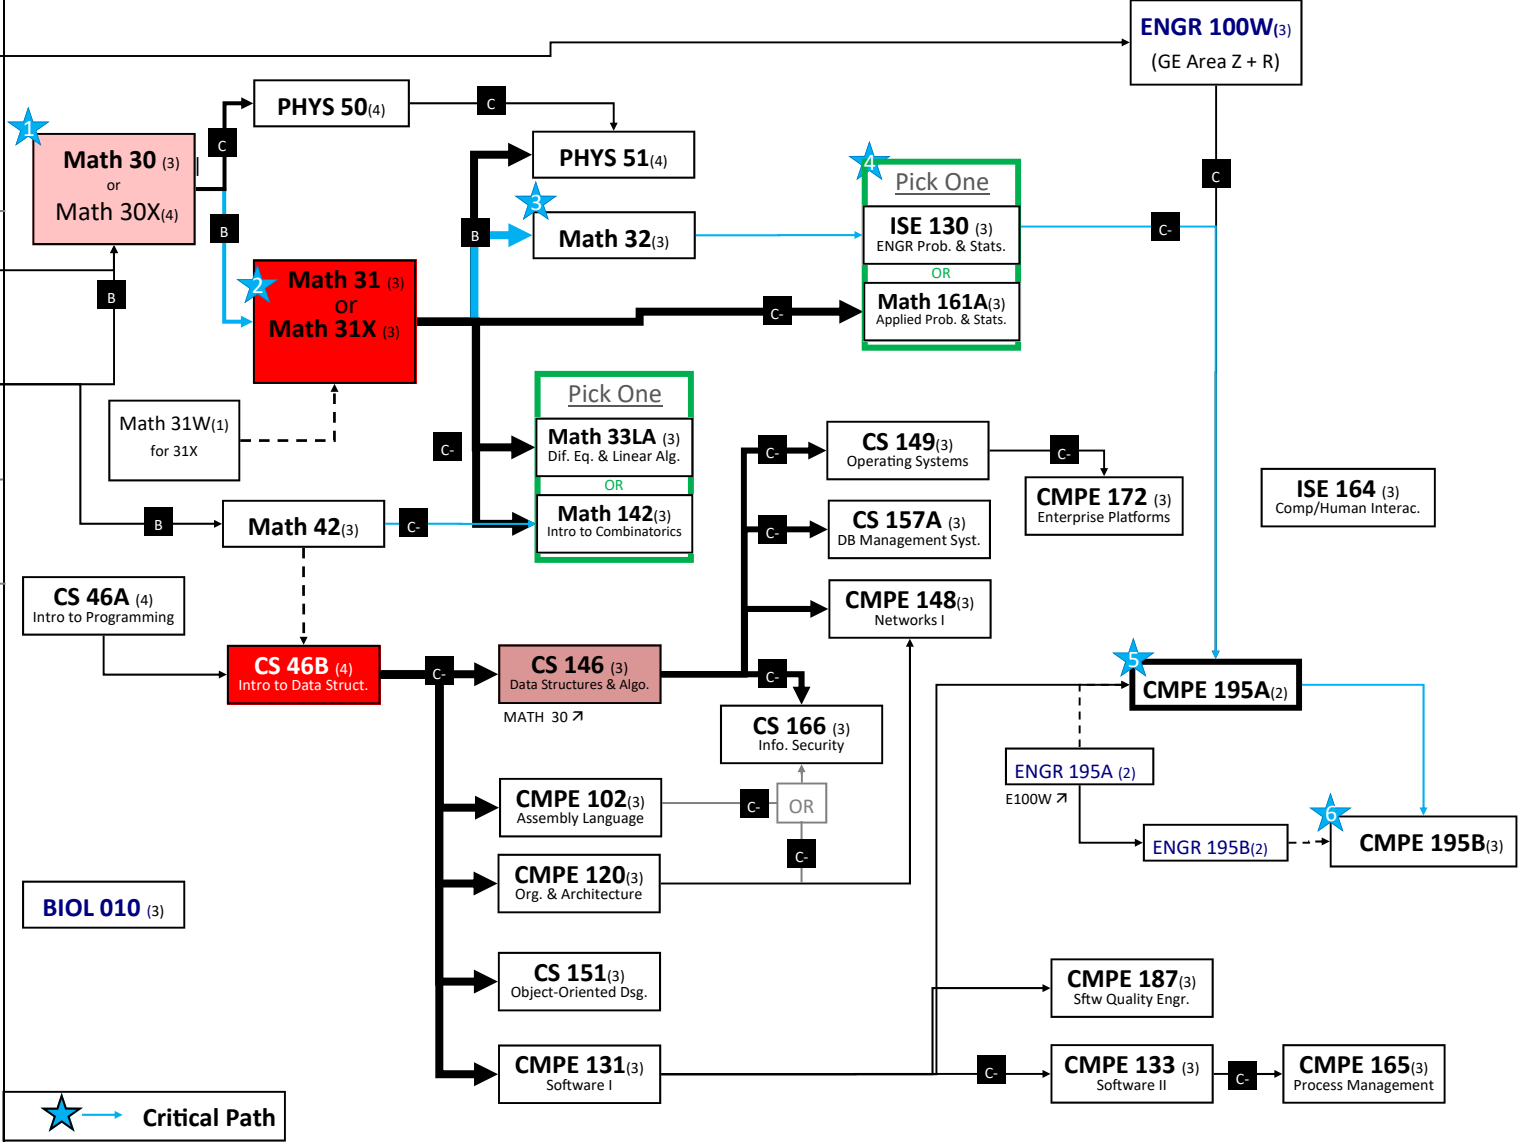 ENGR 100W(3)
(GE Area Z + R)
PHYS 50(4)
C
1
Math 30 (3)
or
Math 30X(4)
C
PHYS 51(4)
4
Pick One
C
3
B
B
Math 32(3)
ISE 130 (3)
ENGR Prob. & Stats.
C-
OR
2
Math 31 (3)
or
Math 31X (3)
B
C-
Math 161A(3)
Applied Prob. & Stats.
Pick One
Math 31W(1)
for 31X
C-
Math 33LA (3)
Dif. Eq. & Linear Alg.
OR
C-
CS 149(3)
Operating Systems
C-
CMPE 172 (3)
Enterprise Platforms
ISE 164 (3)
Comp/Human Interac.
B
Math 42(3)
C-
Math 142(3)
Intro to Combinatorics
C-
CS 157A (3)
DB Management Syst.
CS 46A (4)
Intro to Programming
CMPE 148(3)
Networks I
CS 46B (4)
Intro to Data Struct.
C-
CS 146 (3)
Data Structures & Algo.
MATH 30
C-
5
CMPE 195A(2)
CS 166 (3)
Info. Security
ENGR 195A (2)
E100W
CMPE 102(3)
Assembly Language
C-
OR
6
C-
ENGR 195B(2)
CMPE 195B(3)
CMPE 120(3)
Org. & Architecture
BIOL 010 (3)
CS 151(3)
Object-Oriented Dsg.
CMPE 187(3)
Sftw Quality Engr.
CMPE 131(3)
Software I
C-
CMPE 133 (3)
Software II
C-
CMPE 165(3)
Process Management
Critical Path